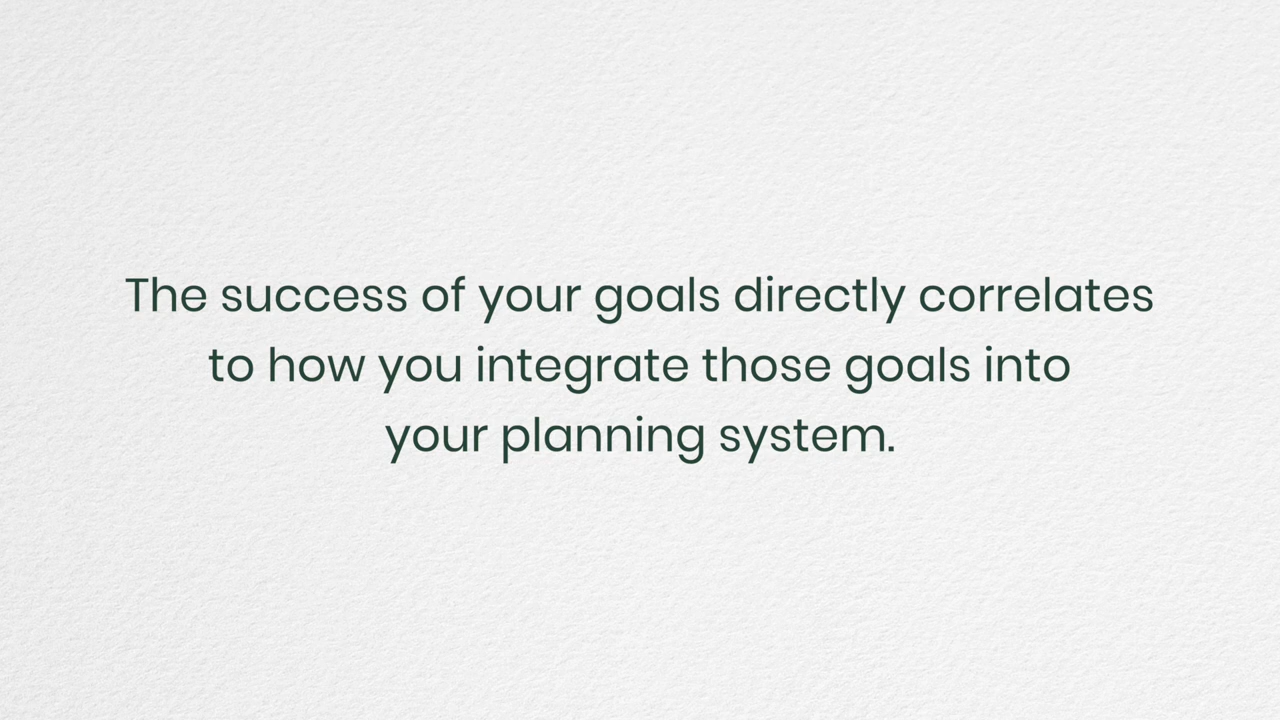 The success of your goals directly correlates
to how you integrate those goals into
your planning system.